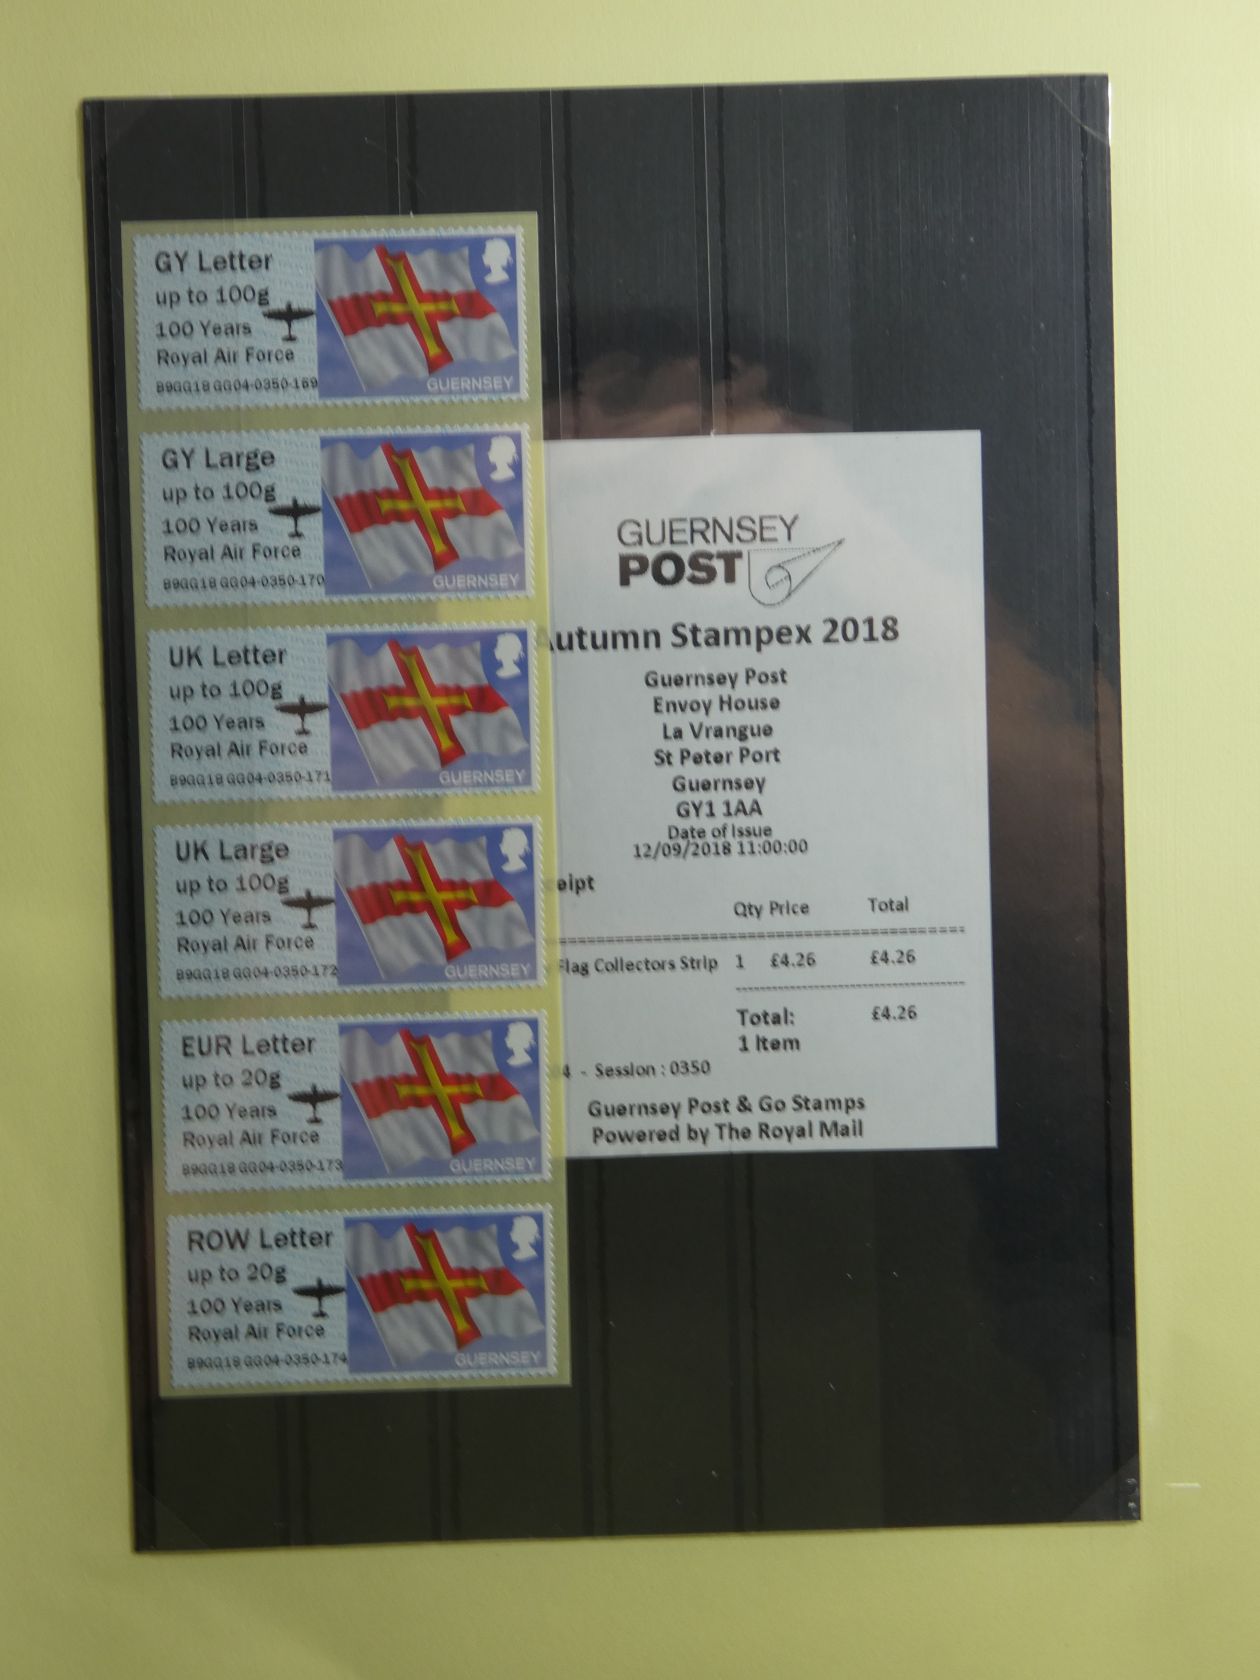 GY Letter
up to 100g
100 Years
Royal Air Force
B9GG18 GG04-0350-169
GUERNSEY
GY Large
up to 100g
100 Years
Royal Air Force
B9GG18 GG04-0350-170
GUERNSEY
UK Letter
up to 100g
100 Years
Royal Air Force
B9GG18 GG04-0350-171
GUERNSEY
UK Large
up to 100g
100 Years
Royal Air Force
B9GG18 GG04-0350-172
GUERNSEY
EUR Letter
up to 20g
100 Years
Royal Air Force
B9GG18 GG04-0350-173
GUERNSEY
ROW Letter
up to 20g
100 Years
Royal Air Force
B9GG18 GG04-0350-174
GUERNSEY
GUERNSEY
POST
Autumn Stampex 2018
Guernsey Post
Envoy House
La Vrangue
St Peter Port
Guernsey
GY1 1AA
Date of Issue
12/09/2018 11:00:00
eipt
Qty Price Total
Flag Collectors Strip 1 £4.26 £4.26
Total: £4.26
1 Item
4 - Session : 0350
Guernsey Post & Go Stamps
Powered by The Royal Mail